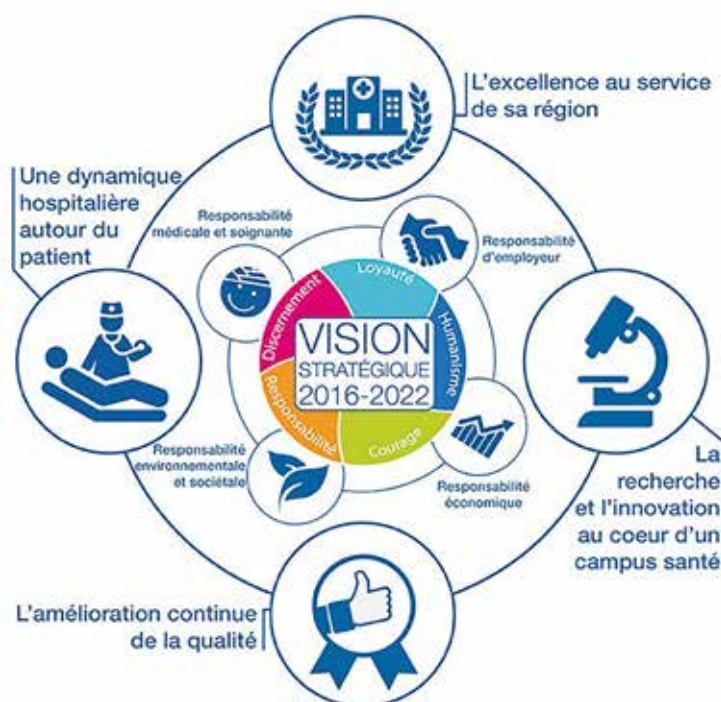 L'excellence au service
de sa région
Une dynamique
hospitalière
autour du
patient
Responsabilité
médicale et soignante
Responsabilité
d'employeur
Loyauté
Discernement
Humanisme
VISION
STRATÉGIQUE
2016-2022
Responsabilité
Courage
Responsabilité
environnementale
et sociétale
Responsabilité
économique
La
recherche
et l'innovation
au coeur d'un
campus santé
L'amélioration continue
de la qualité